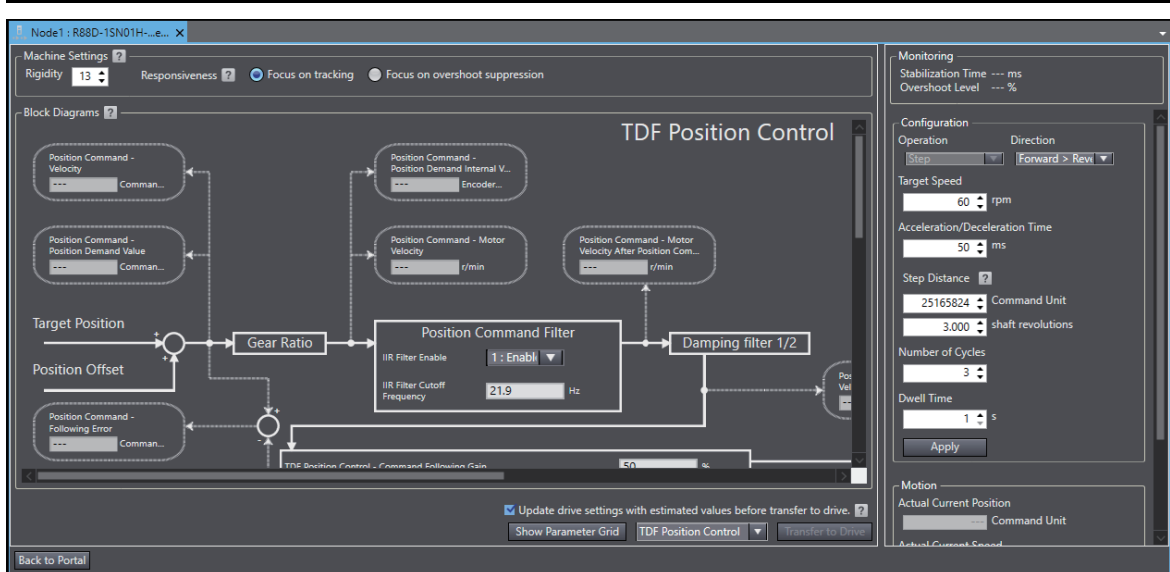 Node1 : R88D-1SN01H-...e...
Machine Settings ?
Rigidity 13 Responsiveness ? Focus on tracking Focus on overshoot suppression
Block Diagrams ?
TDF Position Control
Position Command -
Velocity
--- Comman...
Position Command -
Position Demand Internal V...
--- Encoder...
Position Command -
Position Demand Value
--- Comman...
Position Command - Motor
Velocity
--- r/min
Position Command - Motor
Velocity After Position Com...
--- r/min
Target Position
Position Offset
Gear Ratio
Position Command Filter
IIR Filter Enable 1 : Enabl
IIR Filter Cutoff
Frequency
21.9 Hz
Damping filter 1/2
Pos
Vel
--
Position Command -
Following Error
--- Comman...
TDF Position Control - Command Following Gain 50 %
Update drive settings with estimated values before transfer to drive. ?
Show Parameter Grid TDF Position Control Transfer to Drive
Back to Portal
Monitoring
Stabilization Time --- ms
Overshoot Level --- %
Configuration
Operation Direction
Step Forward > Reve
Target Speed
60 rpm
Acceleration/Deceleration Time
50 ms
Step Distance ?
25165824 Command Unit
3.000 shaft revolutions
Number of Cycles
3
Dwell Time
1 s
Apply
Motion
Actual Current Position
--- Command Unit
Actual Current Speed